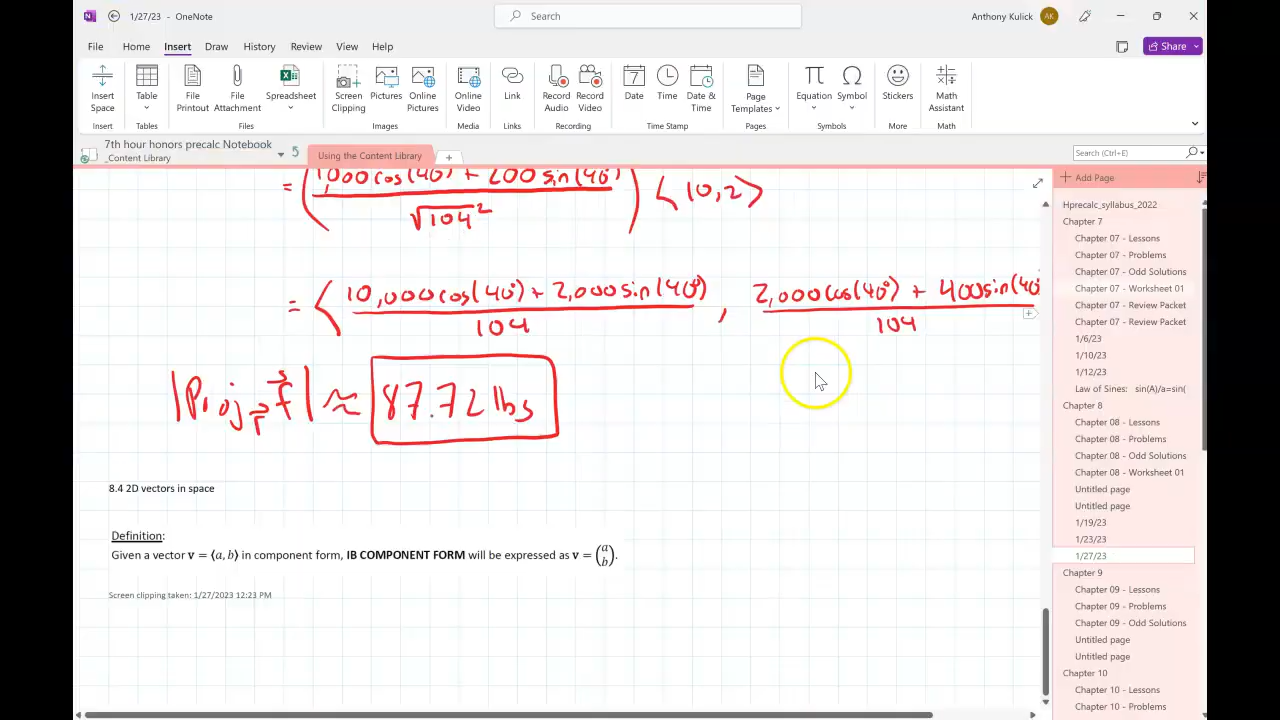 1/27/23 - OneNote
Search
Anthony Kulick
AK
File Home Insert Draw History Review View Help
Share
Insert Space
Table
File Printout
File Attachment
Spreadsheet
Screen Clipping
Pictures
Online Pictures
Online Video
Link
Record Audio
Record Video
Date
Time
Date & Time
Page Templates
Equation
Symbol
Stickers
Math Assistant
Insert Tables Files Images Media Links Recording Time Stamp Pages Symbols More Math
7th hour honors precalc Notebook
_Content Library
Using the Content Library
Search (Ctrl+E)
= (1,000cos(40°) + 200sin(40°) / √104²) ⟨10,2⟩
= ⟨10,000cos(40°) + 2,000sin(40°) / 104 , 2,000cos(40°) + 400sin(40° / 104
|Proj r⃗ f⃗| ≈ 87.72 lbs
8.4 2D vectors in space
Definition:
Given a vector v = ⟨a, b⟩ in component form, IB COMPONENT FORM will be expressed as v = (a b).
Screen clipping taken: 1/27/2023 12:23 PM
Add Page
Hprecalc_syllabus_2022
Chapter 7
Chapter 07 - Lessons
Chapter 07 - Problems
Chapter 07 - Odd Solutions
Chapter 07 - Worksheet 01
Chapter 07 - Review Packet
Chapter 07 - Review Packet
1/6/23
1/10/23
1/12/23
Law of Sines: sin(A)/a=sin(
Chapter 8
Chapter 08 - Lessons
Chapter 08 - Problems
Chapter 08 - Odd Solutions
Chapter 08 - Worksheet 01
Untitled page
Untitled page
1/19/23
1/23/23
1/27/23
Chapter 9
Chapter 09 - Lessons
Chapter 09 - Problems
Chapter 09 - Odd Solutions
Untitled page
Untitled page
Chapter 10
Chapter 10 - Lessons
Chapter 10 - Problems